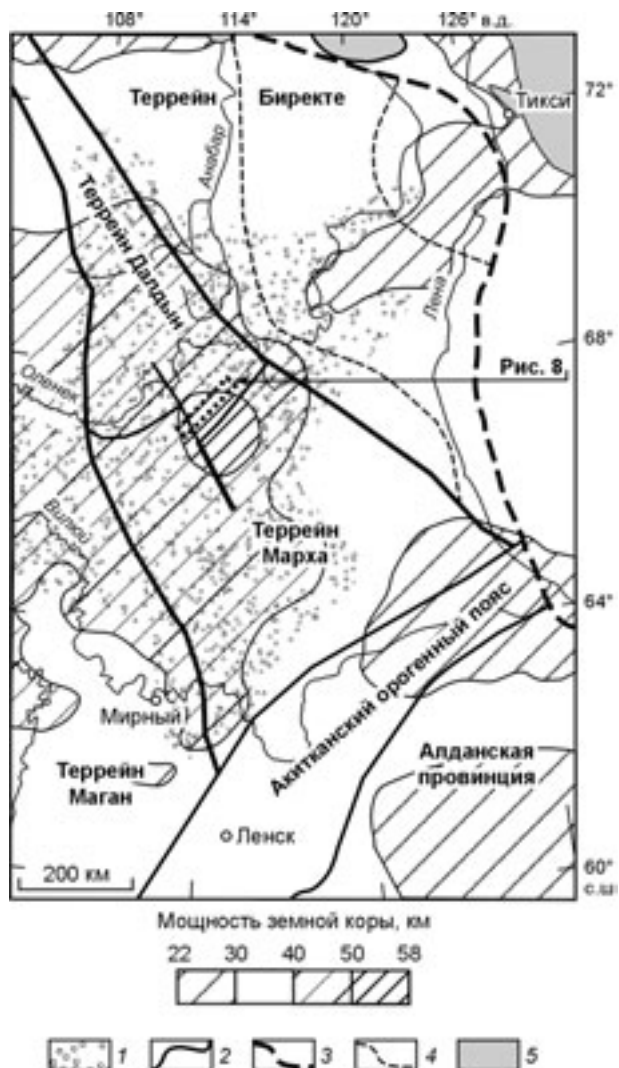 108° 114° 120° 126° в.д.
72°
Террейн Биректе
Тикси
Анабар
Террейн Далдын
Лена
68°
Рис. 8
Оленек
Вилюй
Террейн
Марха
64°
Акитканский орогенный пояс
Мирный
Террейн
Маган
Алданская
провинция
Ленск
60°
с.ш.
200 км
Мощность земной коры, км
22 30 40 50 58
1 2 3 4 5